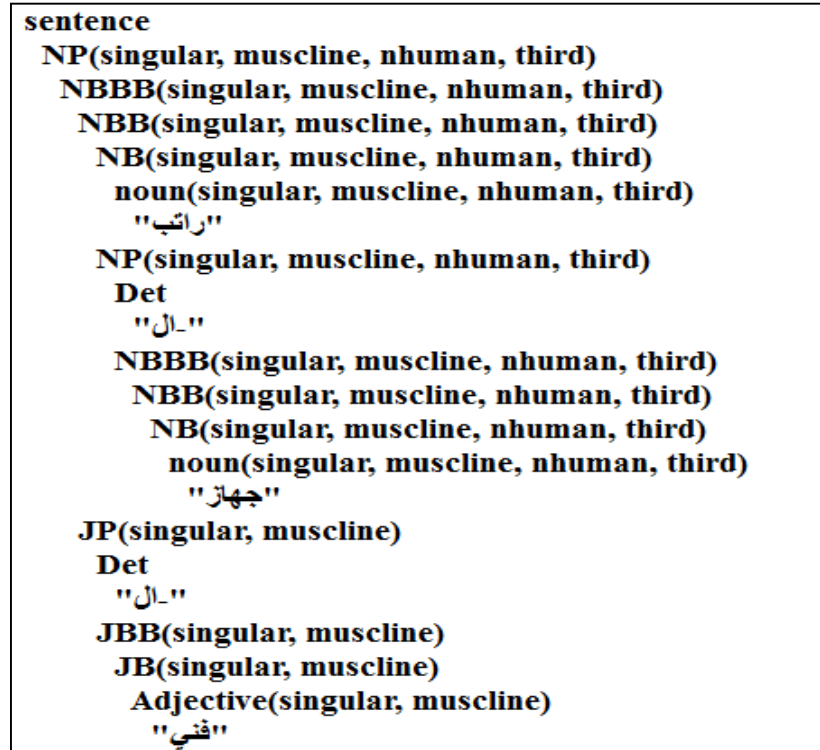 sentence
NP(singular, muscline, nhuman, third)
NBBB(singular, muscline, nhuman, third)
NBB(singular, muscline, nhuman, third)
NB(singular, muscline, nhuman, third)
noun(singular, muscline, nhuman, third)
"راتب"
NP(singular, muscline, nhuman, third)
Det
"ال-"
NBBB(singular, muscline, nhuman, third)
NBB(singular, muscline, nhuman, third)
NB(singular, muscline, nhuman, third)
noun(singular, muscline, nhuman, third)
"جهاز"
JP(singular, muscline)
Det
"ال-"
JBB(singular, muscline)
JB(singular, muscline)
Adjective(singular, muscline)
"فني"